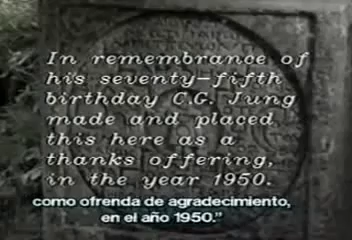 In remembrance of
his seventy-fifth
birthday C.G. Jung
made and placed
this here as a
thanks offering,
in the year 1950.
como ofrenda de agradecimiento,
en el año 1950."